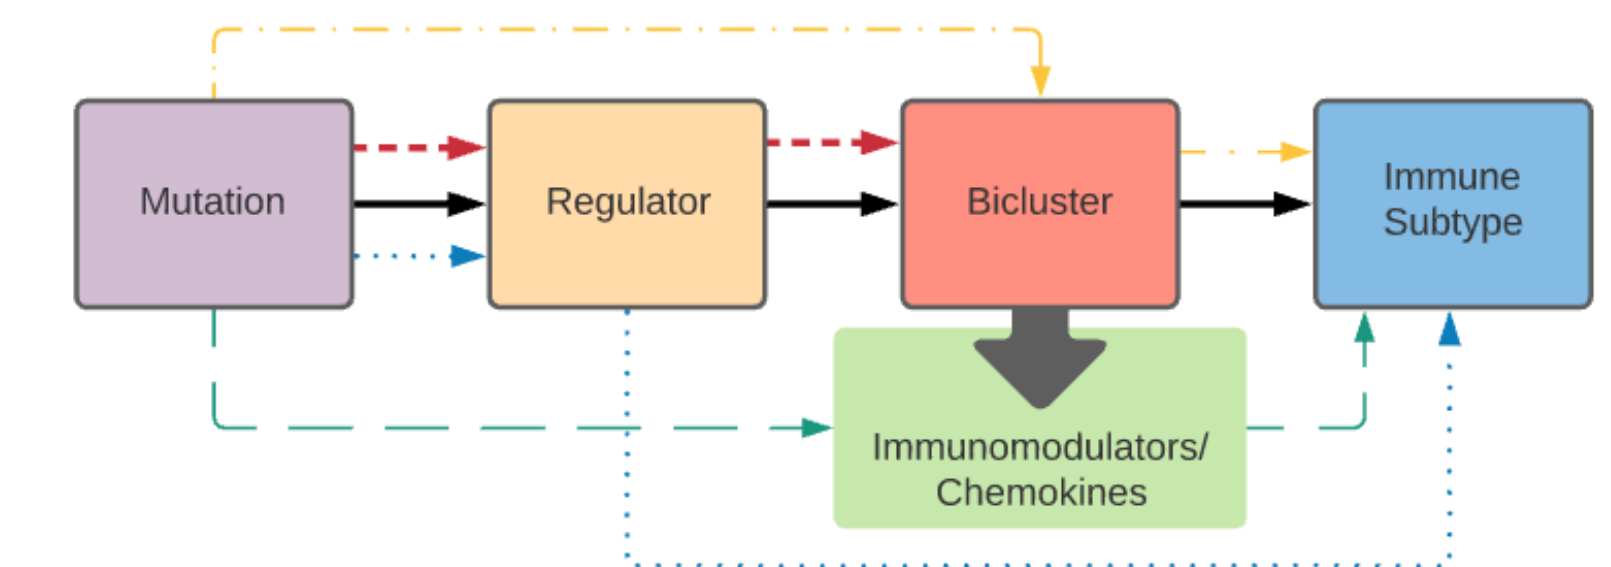 Mutation
Regulator
Bicluster
Immune
Subtype
Immunomodulators/
Chemokines